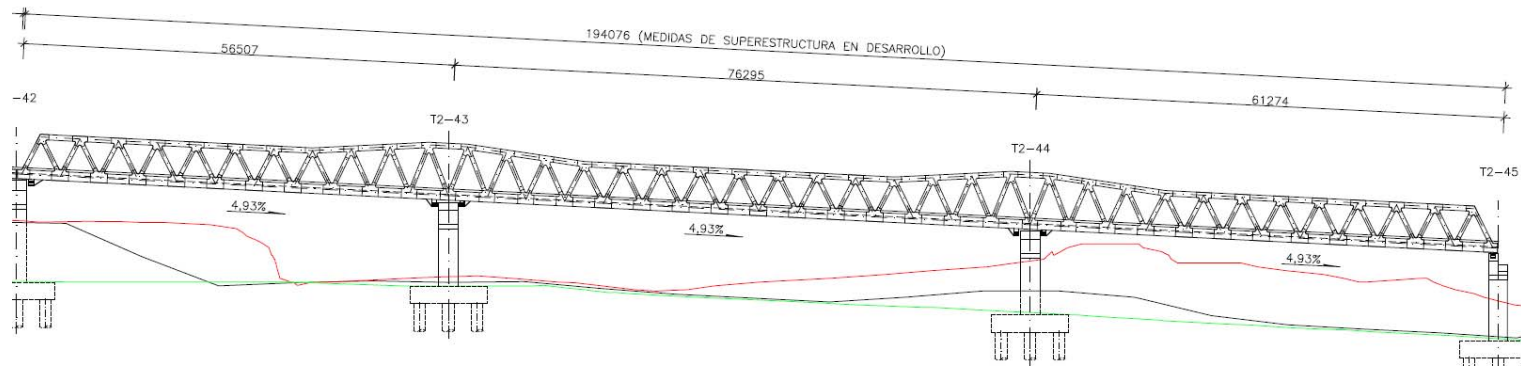 194076 (MEDIDAS DE SUPERESTRUCTURA EN DESARROLLO)
56507
76295
61274
-42
T2-43
T2-44
T2-45
4,93%
4,93%
4,93%